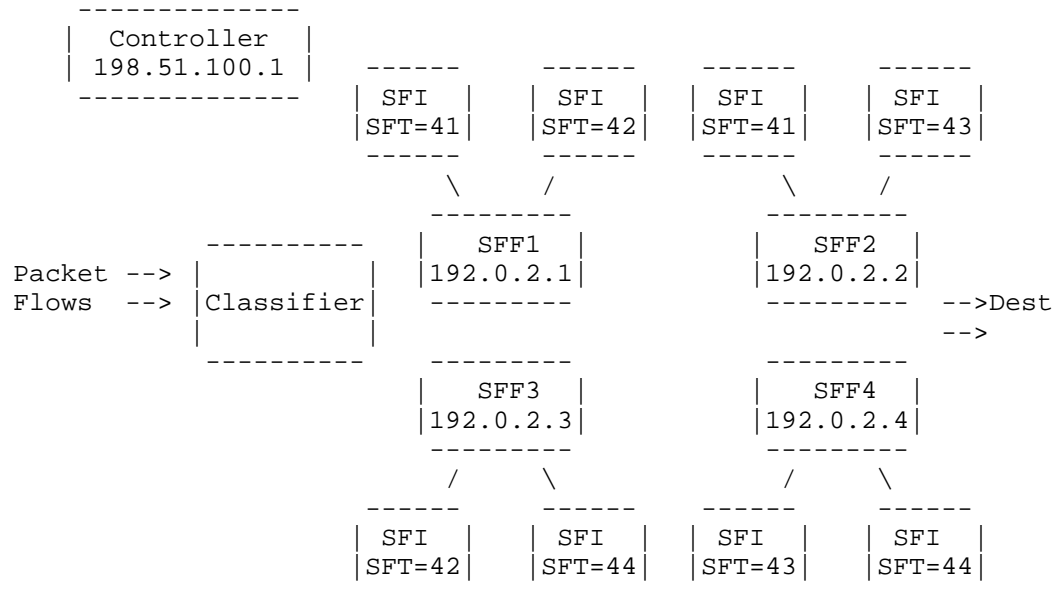 Controller
198.51.100.1
SFI SFI SFI SFI
SFT=41 SFT=42 SFT=41 SFT=43
SFF1 SFF2
Packet --> 192.0.2.1 192.0.2.2
Flows --> Classifier -->Dest
-->
SFF3 SFF4
192.0.2.3 192.0.2.4
SFI SFI SFI SFI
SFT=42 SFT=44 SFT=43 SFT=44